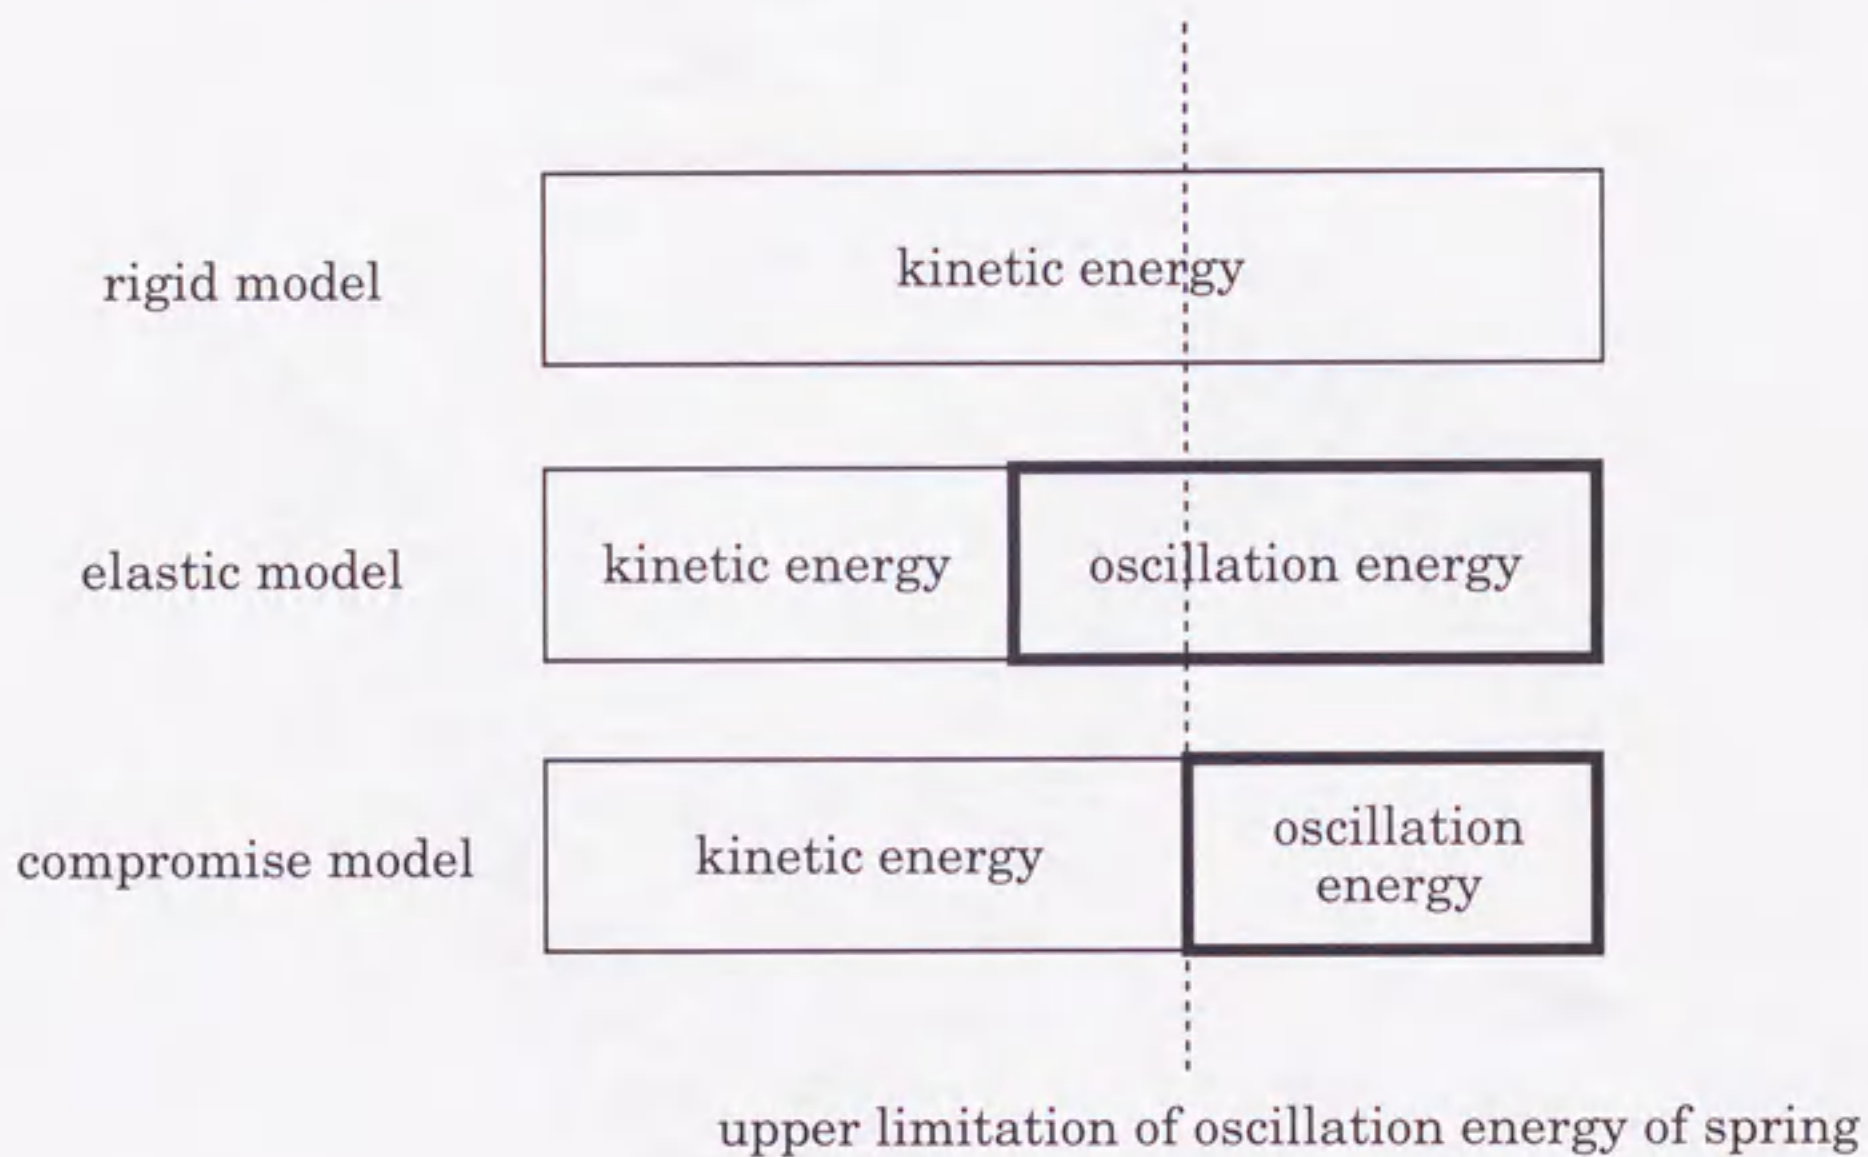 rigid model
kinetic energy
elastic model
kinetic energy
oscillation energy
compromise model
kinetic energy
oscillation
energy
upper limitation of oscillation energy of spring